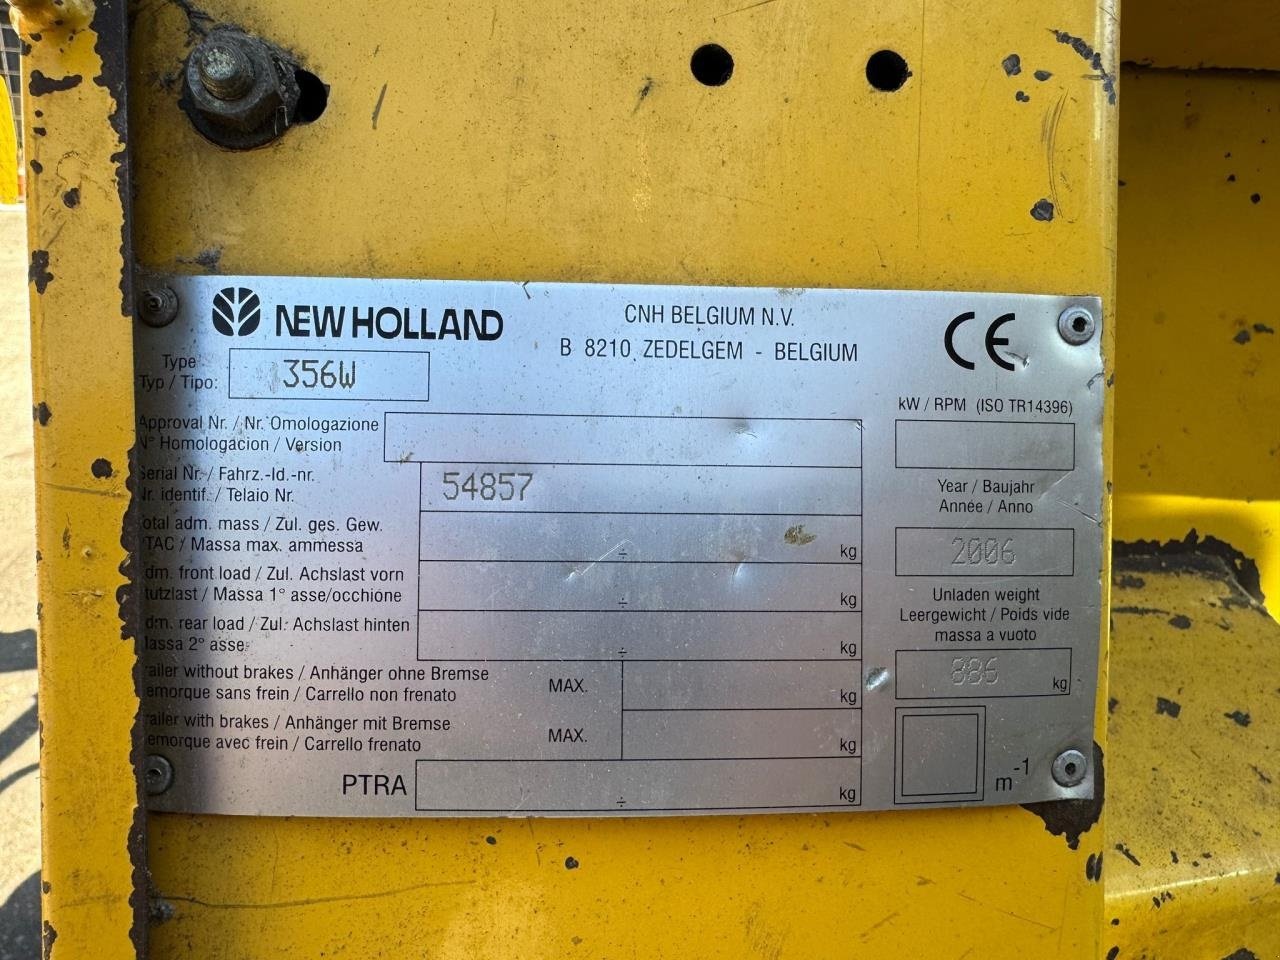 NEW HOLLAND
CNH BELGIUM N.V.
B 8210 ZEDELGEM - BELGIUM
CE
Type
Typ / Tipo:
356W
kW / RPM (ISO TR14396)
Approval Nr. / Nr. Omologazione
N° Homologacion / Version
Serial Nr. / Fahrz.-Id.-nr.
Nr. identif. / Telaio Nr.
54857
Year / Baujahr
Année / Anno
2006
Total adm. mass / Zul. ges. Gew.
PTAC / Massa max. ammessa
÷ kg
Adm. front load / Zul. Achslast vorn
/ Massa 1° asse/occhione
÷ kg
Unladen weight
Leergewicht / Poids vide
massa a vuoto
886 kg
Adm. rear load / Zul. Achslast hinten
Massa 2° asse
÷ kg
Trailer without brakes / Anhänger ohne Bremse
Remorque sans frein / Carrello non frenato
MAX.
kg
Trailer with brakes / Anhänger mit Bremse
Remorque avec frein / Carrello frenato
MAX.
kg
PTRA
÷ kg
m-1